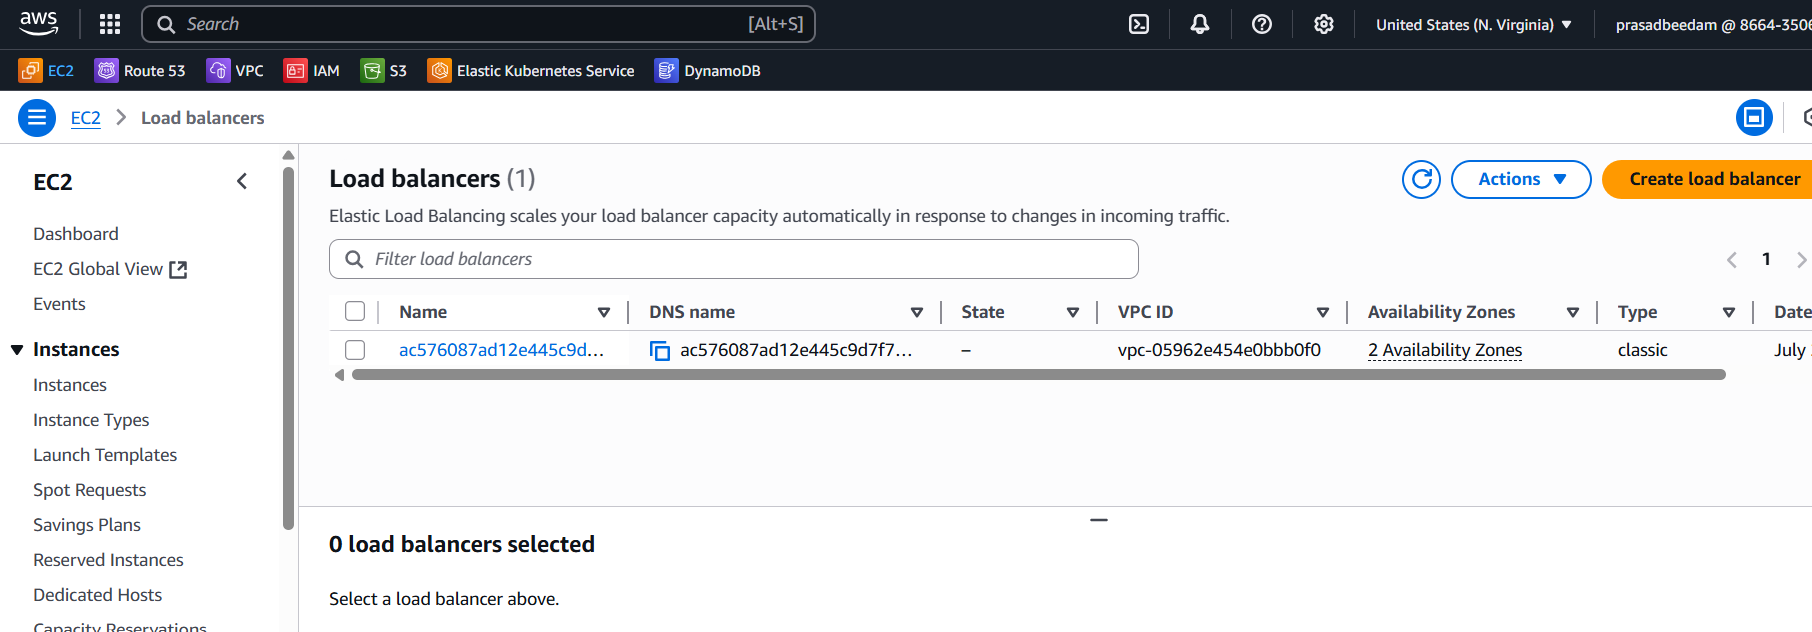 aws Search [Alt+S] United States (N. Virginia) prasadbeedam @ 8664-350
EC2 Route 53 VPC IAM S3 Elastic Kubernetes Service DynamoDB
EC2 Load balancers
EC2
Dashboard
EC2 Global View
Events
Instances
Instances
Instance Types
Launch Templates
Spot Requests
Savings Plans
Reserved Instances
Dedicated Hosts
Capacity Reservations
Load balancers (1)
Actions
Create load balancer
Elastic Load Balancing scales your load balancer capacity automatically in response to changes in incoming traffic.
Filter load balancers
1
Name DNS name State VPC ID Availability Zones Type Date
ac576087ad12e445c9d... ac576087ad12e445c9d7f7... – vpc-05962e454e0bbb0f0 2 Availability Zones classic July
0 load balancers selected
Select a load balancer above.